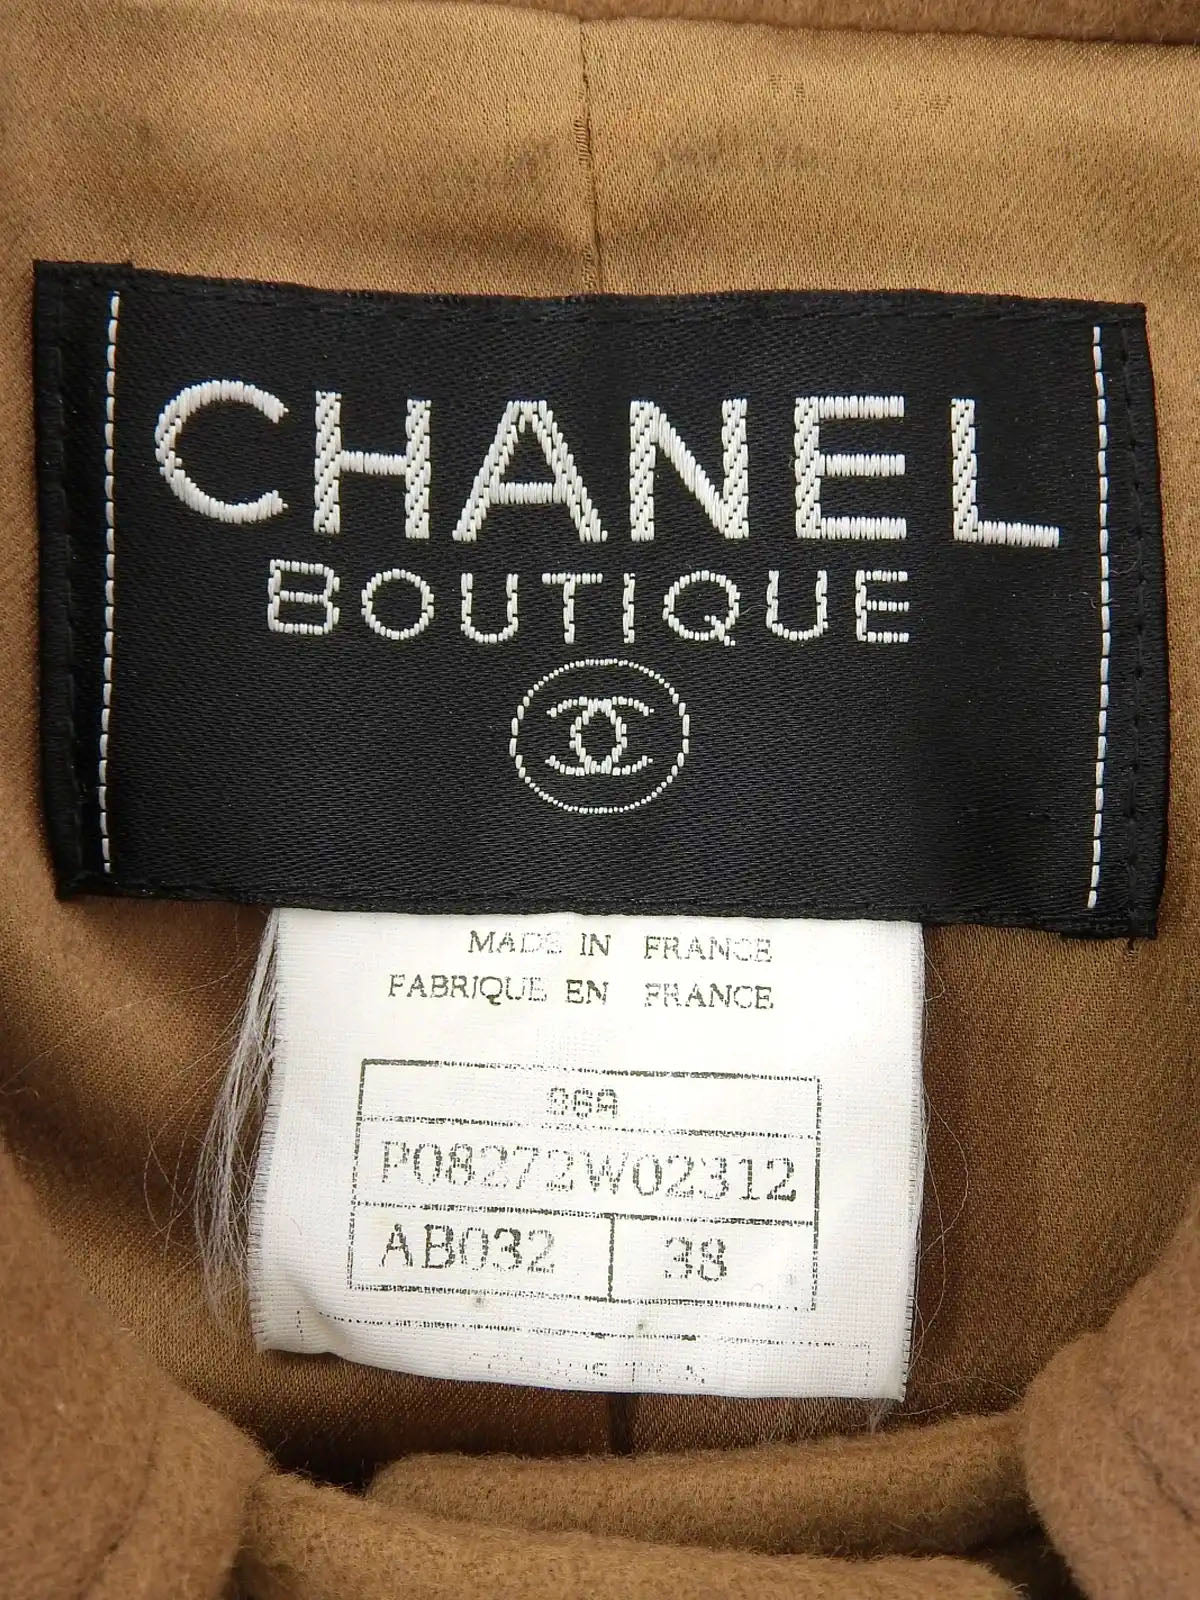 CHANEL
BOUTIQUE
MADE IN FRANCE
FABRIQUE EN FRANCE
P08272W02312
AB032 38